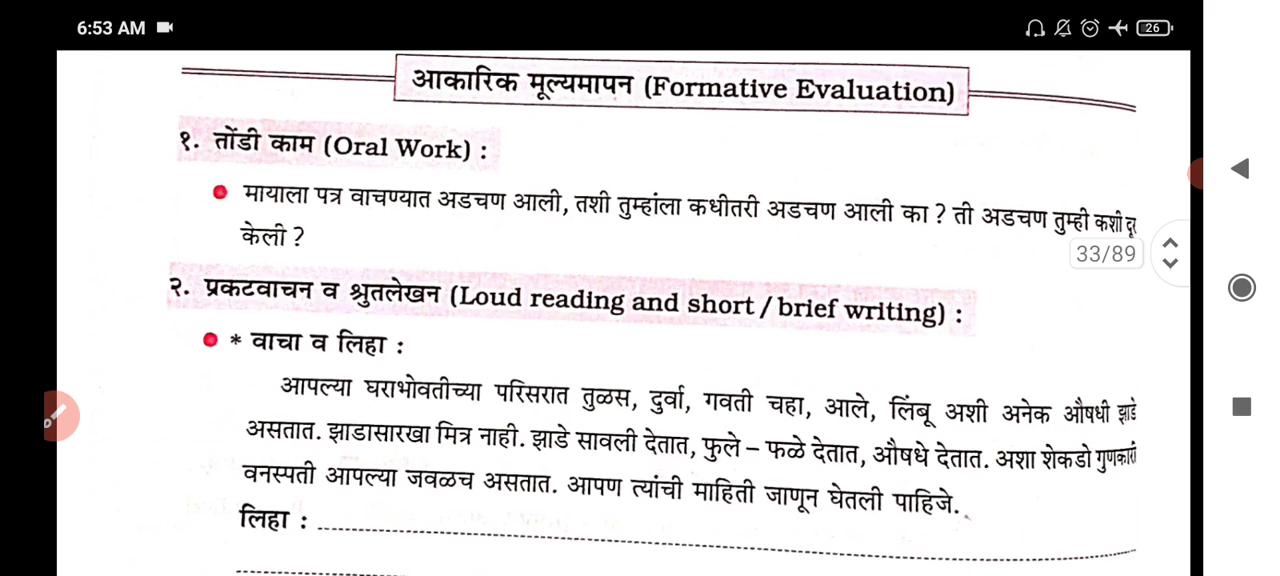 6:53 AM
26
आकारिक मूल्यमापन (Formative Evaluation)
१. तोंडी काम (Oral Work) :
मायाला पत्र वाचण्यात अडचण आली, तशी तुम्हांला कधीतरी अडचण आली का ? ती अडचण तुम्ही कशी दूर
केली ?
33/89
२. प्रकटवाचन व श्रुतलेखन (Loud reading and short / brief writing) :
* वाचा व लिहा :
आपल्या घराभोवतीच्या परिसरात तुळस, दुर्वा, गवती चहा, आले, लिंबू अशी अनेक औषधी झाडे
असतात. झाडासारखा मित्र नाही. झाडे सावली देतात, फुले – फळे देतात, औषधे देतात. अशा शेकडो गुणकारी
वनस्पती आपल्या जवळच असतात. आपण त्यांची माहिती जाणून घेतली पाहिजे.
लिहा :